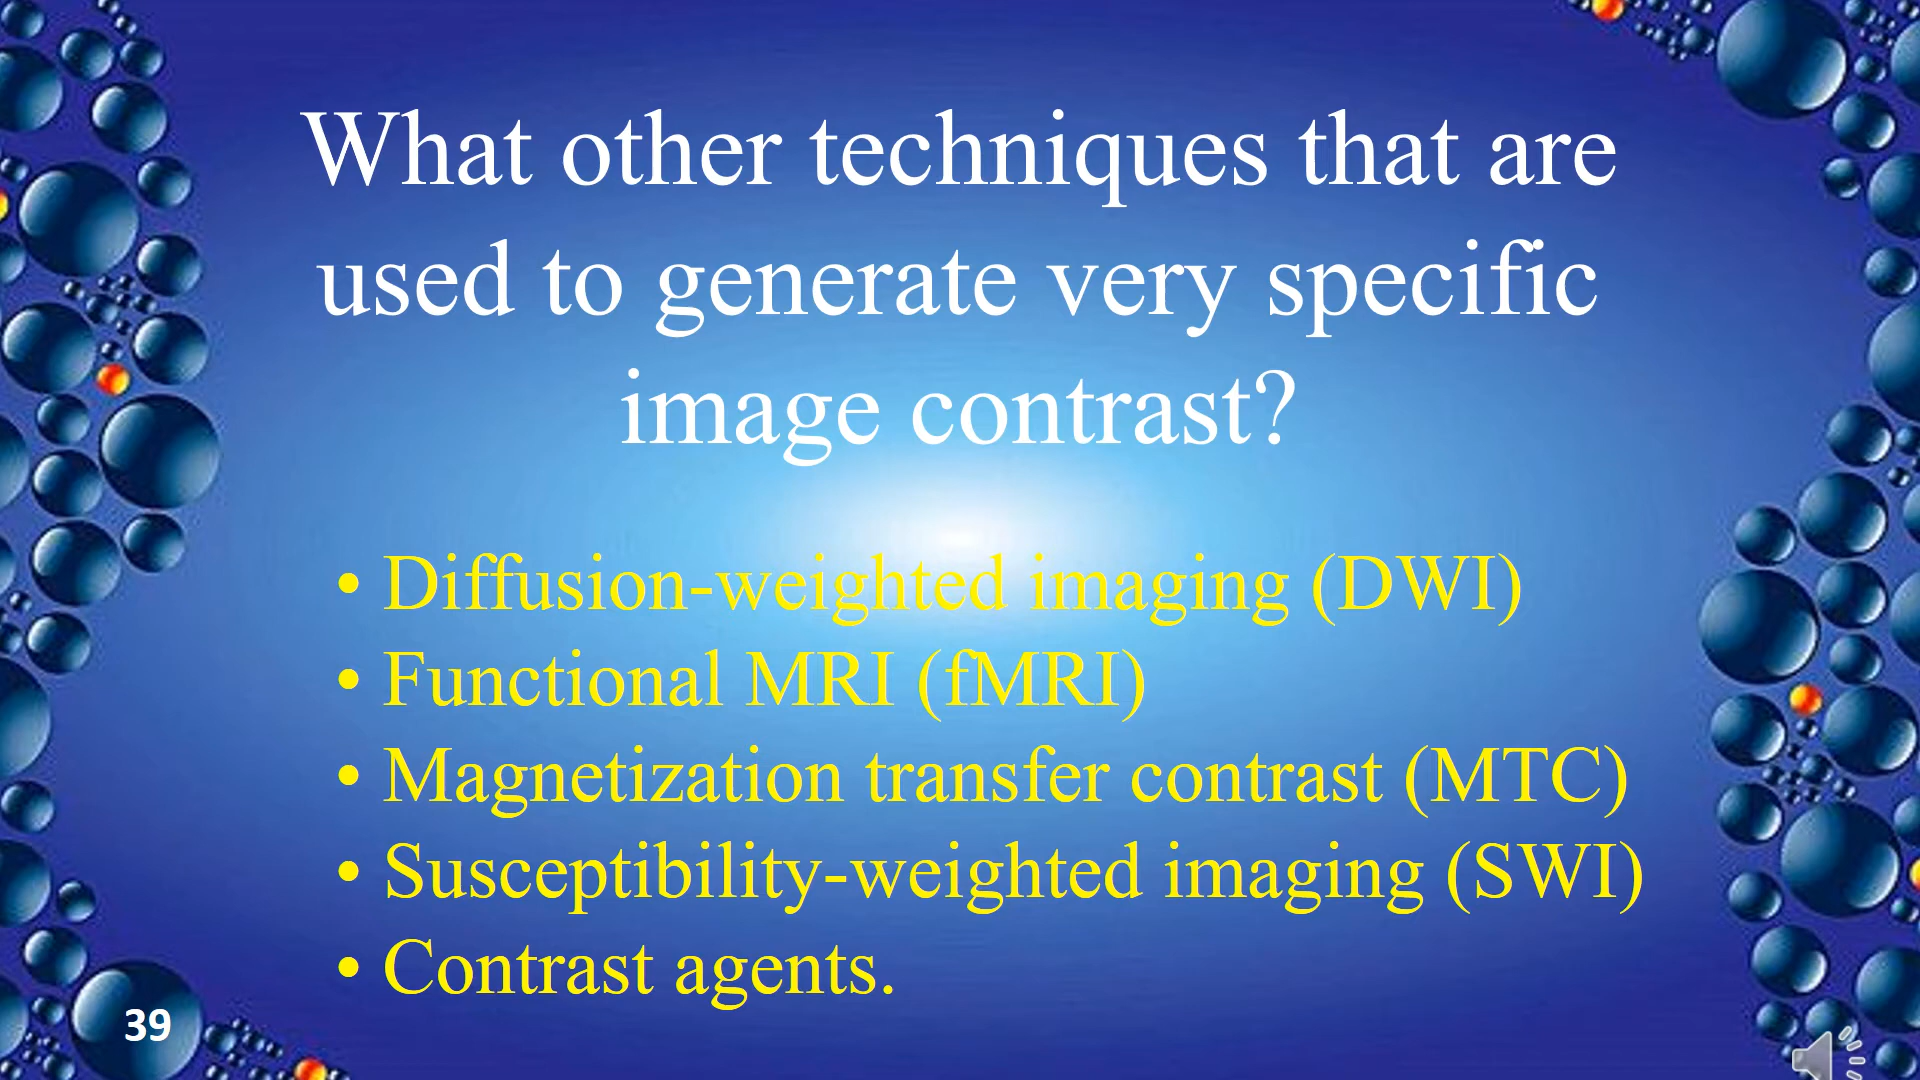 What other techniques that are
used to generate very specific
image contrast?
• Diffusion-weighted imaging (DWI)
• Functional MRI (fMRI)
• Magnetization transfer contrast (MTC)
• Susceptibility-weighted imaging (SWI)
• Contrast agents.
39